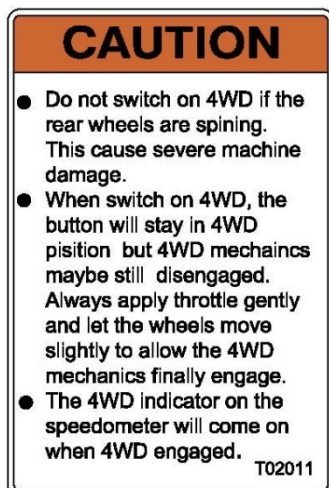 CAUTION
● Do not switch on 4WD if the
rear wheels are spining.
This cause severe machine
damage.
● When switch on 4WD, the
button will stay in 4WD
pisition but 4WD mechaincs
maybe still disengaged.
Always apply throttle gently
and let the wheels move
slightly to allow the 4WD
mechanics finally engage.
● The 4WD indicator on the
speedometer will come on
when 4WD engaged.
T02011